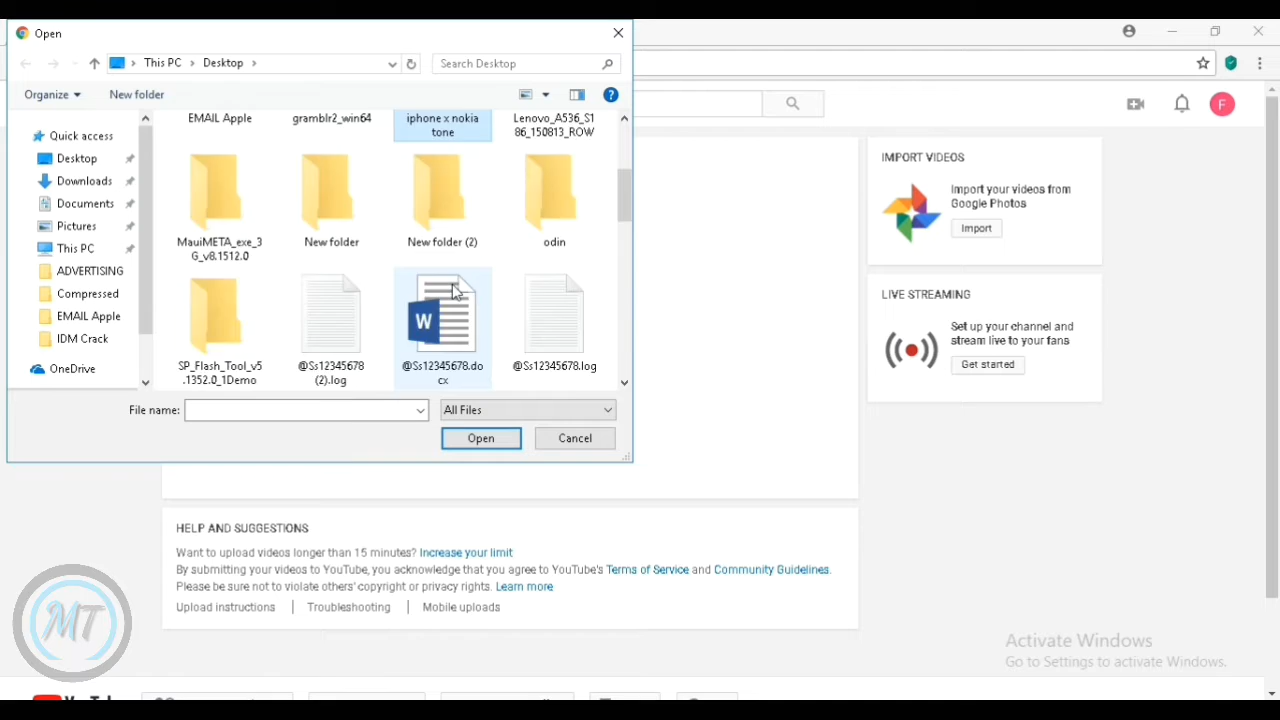 Open
This PC
Desktop
Search Desktop
Organize
New folder
EMAIL Apple
gramblr2_win64
iphone x nokia
tone
Lenovo_A536_S1
86_150813_ROW
Quick access
Desktop
Downloads
Documents
Pictures
This PC
ADVERTISING
Compressed
EMAIL Apple
IDM Crack
OneDrive
MauiMETA_exe_3
G_v8.1512.0
New folder
New folder (2)
odin
W
SP_Flash_Tool_v5
.1352.0_1Demo
@Ss12345678
(2).log
@Ss12345678.do
cx
@Ss12345678.log
File name:
All Files
Open
Cancel
F
IMPORT VIDEOS
Import your videos from
Google Photos
Import
LIVE STREAMING
Set up your channel and
stream live to your fans
Get started
HELP AND SUGGESTIONS
Want to upload videos longer than 15 minutes? Increase your limit
By submitting your videos to YouTube, you acknowledge that you agree to YouTube's Terms of Service and Community Guidelines.
Please be sure not to violate others' copyright or privacy rights. Learn more
Upload instructions
Troubleshooting
Mobile uploads
MT
Activate Windows
Go to Settings to activate Windows.